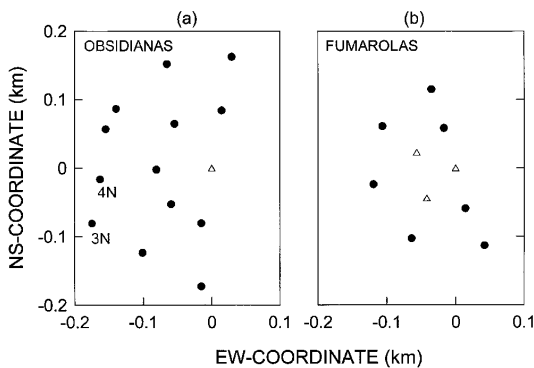 (a)
(b)
OBSIDIANAS
FUMAROLAS
NS-COORDINATE (km)
0.2
0.1
0
-0.1
-0.2
4N
3N
-0.2
-0.1
0
0.1
-0.2
-0.1
0
0.1
EW-COORDINATE (km)